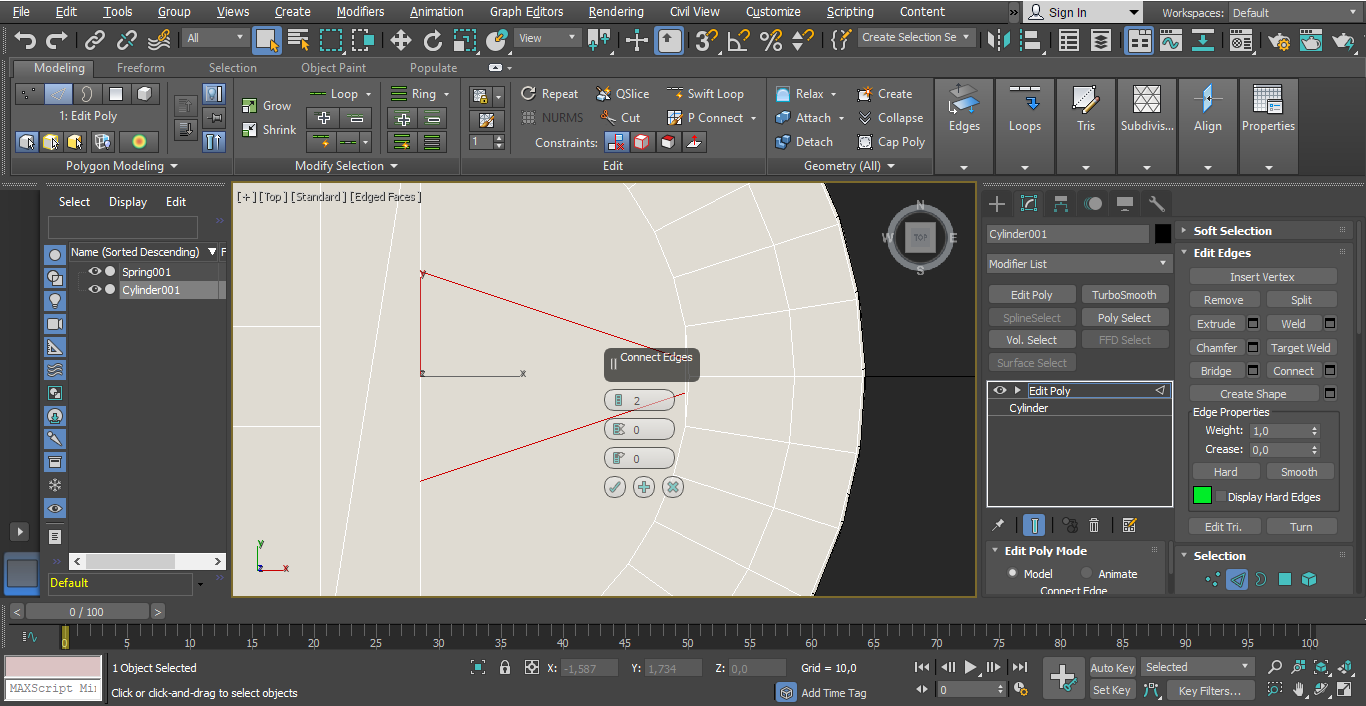 File Edit Tools Group Views Create Modifiers Animation Graph Editors Rendering Civil View Customize Scripting Content » Sign In Workspaces: Default
All View Create Selection Se
Modeling Freeform Selection Object Paint Populate
1: Edit Poly
Polygon Modeling
Grow
Shrink
Loop Ring
Modify Selection
1
Repeat QSlice Swift Loop
NURMS Cut P Connect
Constraints:
Edit
Relax Create
Attach Collapse
Detach Cap Poly
Geometry (All)
Edges Loops Tris Subdivis... Align Properties
Select Display Edit
Name (Sorted Descending) F
Spring001
Cylinder001
Default
[+] [Top] [Standard] [Edged Faces]
N
W TOP E
S
y
z x
Connect Edges
2
0
0
y
z x
Cylinder001
Modifier List
Edit Poly TurboSmooth
SplineSelect Poly Select
Vol. Select FFD Select
Surface Select
Edit Poly
Cylinder
Edit Poly Mode
Model Animate
Connect Edge
Soft Selection
Edit Edges
Insert Vertex
Remove Split
Extrude Weld
Chamfer Target Weld
Bridge Connect
Create Shape
Edge Properties
Weight: 1,0
Crease: 0,0
Hard Smooth
Display Hard Edges
Edit Tri. Turn
Selection
< 0 / 100 >
0 5 10 15 20 25 30 35 40 45 50 55 60 65 70 75 80 85 90 95 100
MAXScript Mi
1 Object Selected
Click or click-and-drag to select objects
X: -1,587 Y: 1,734 Z: 0,0 Grid = 10,0
Add Time Tag
0
Auto Key Selected
Set Key Key Filters...